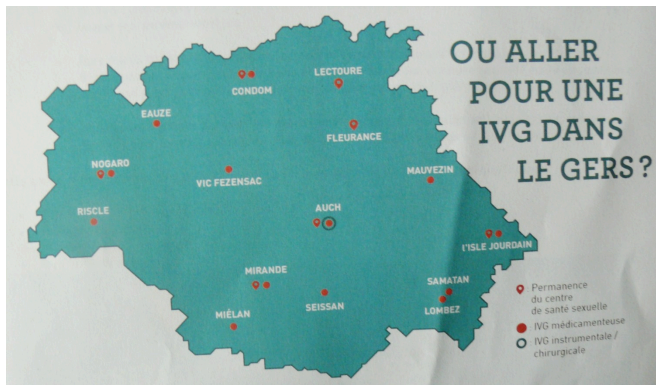 OU ALLER
POUR UNE
IVG DANS
LE GERS ?
CONDOM
LECTOURE
EAUZE
FLEURANCE
NOGARO
VIC FEZENSAC
MAUVEZIN
RISCLE
AUCH
l'ISLE JOURDAIN
MIRANDE
SEISSAN
SAMATAN
LOMBEZ
MIÉLAN
Permanence
du centre
de santé sexuelle
IVG médicamenteuse
IVG instrumentale /
chirurgicale